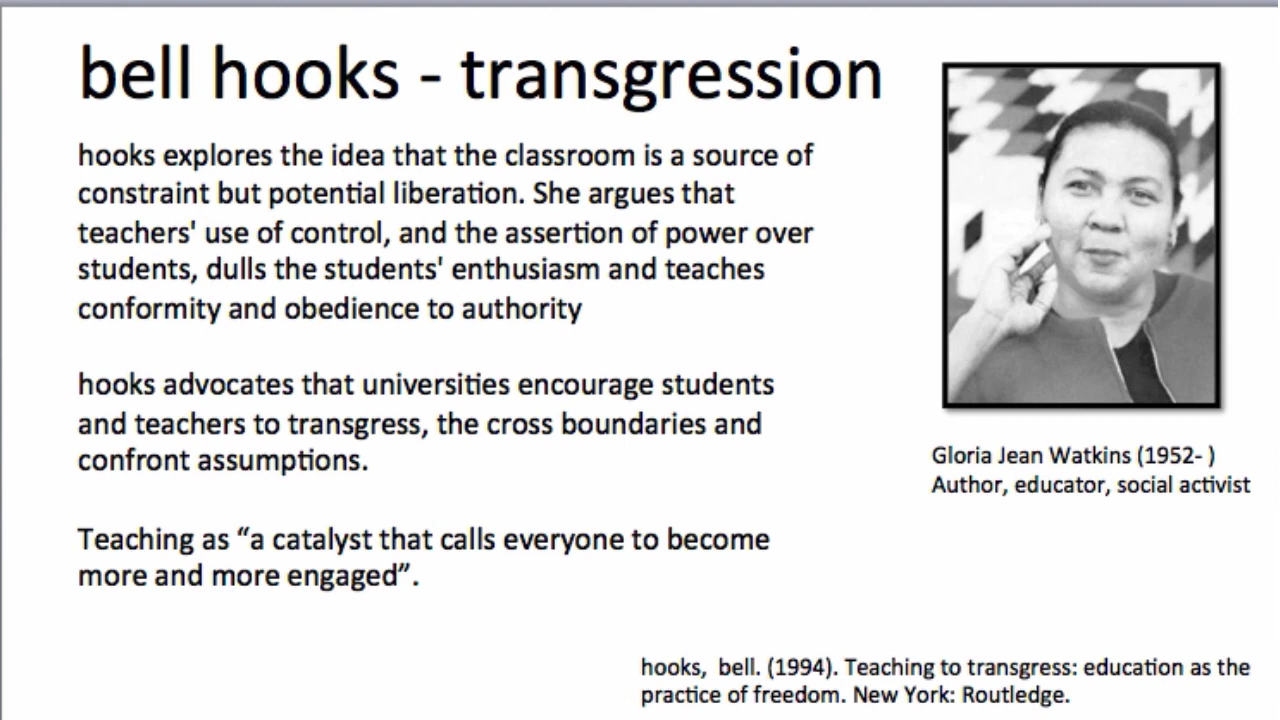 bell hooks - transgression
hooks explores the idea that the classroom is a source of
constraint but potential liberation. She argues that
teachers' use of control, and the assertion of power over
students, dulls the students' enthusiasm and teaches
conformity and obedience to authority
hooks advocates that universities encourage students
and teachers to transgress, the cross boundaries and
confront assumptions.
Teaching as “a catalyst that calls everyone to become
more and more engaged”.
Gloria Jean Watkins (1952- )
Author, educator, social activist
hooks,  bell. (1994). Teaching to transgress: education as the
practice of freedom. New York: Routledge.